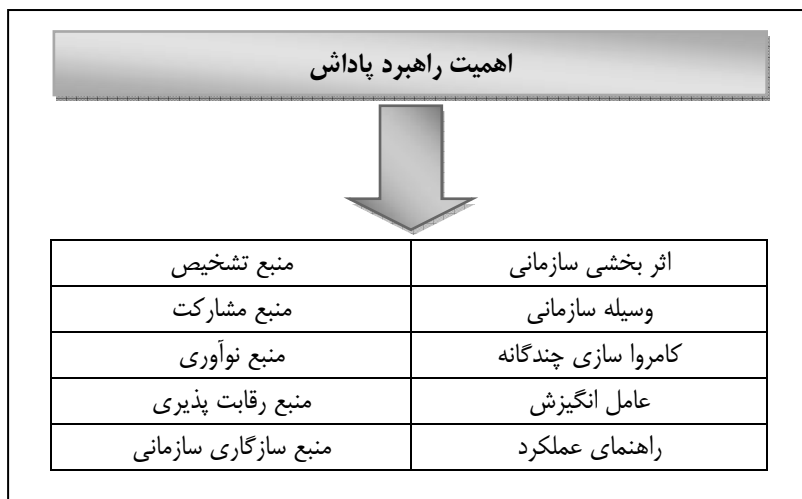 اهمیت راهبرد پاداش
اثر بخشی سازمانی منبع تشخیص
وسیله سازمانی منبع مشارکت
کامروا سازی چندگانه منبع نوآوری
عامل انگیزش منبع رقابت پذیری
راهنمای عملکرد منبع سازگاری سازمانی